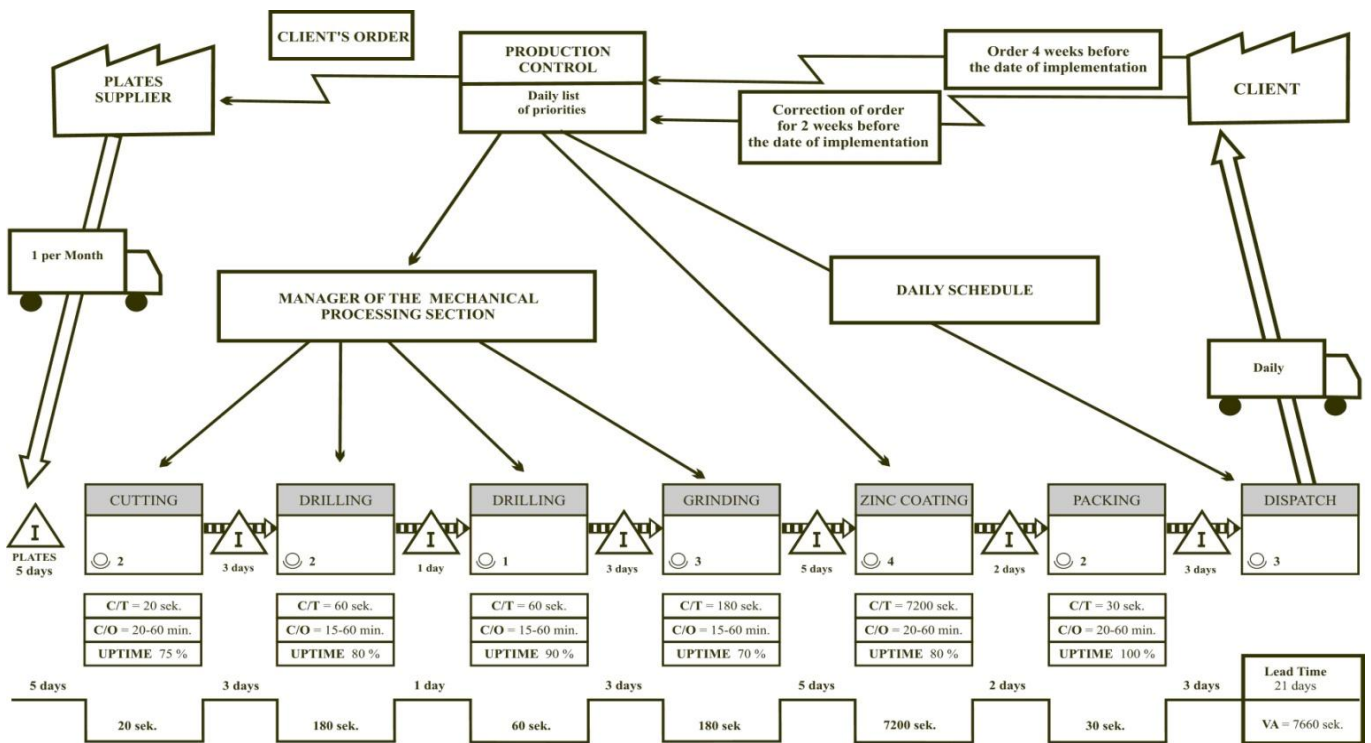 CLIENT'S ORDER
PRODUCTION
CONTROL
Daily list
of priorities
Order 4 weeks before
the date of implementation
Correction of order
for 2 weeks before
the date of implementation
PLATES
SUPPLIER
CLIENT
1 per Month
MANAGER OF THE MECHANICAL
PROCESSING SECTION
DAILY SCHEDULE
Daily
I
PLATES
5 days
CUTTING
2
I
3 days
DRILLING
2
I
1 day
DRILLING
1
I
3 days
GRINDING
3
I
5 days
ZINC COATING
4
I
2 days
PACKING
2
I
3 days
DISPATCH
3
C/T = 20 sek.
C/O = 20-60 min.
UPTIME 75 %
C/T = 60 sek.
C/O = 15-60 min.
UPTIME 80 %
C/T = 60 sek.
C/O = 15-60 min.
UPTIME 90 %
C/T = 180 sek.
C/O = 15-60 min.
UPTIME 70 %
C/T = 7200 sek.
C/O = 20-60 min.
UPTIME 80 %
C/T = 30 sek.
C/O = 20-60 min.
UPTIME 100 %
5 days
3 days
1 day
3 days
5 days
2 days
3 days
20 sek.
180 sek.
60 sek.
180 sek
7200 sek.
30 sek.
Lead Time
21 days
VA = 7660 sek.